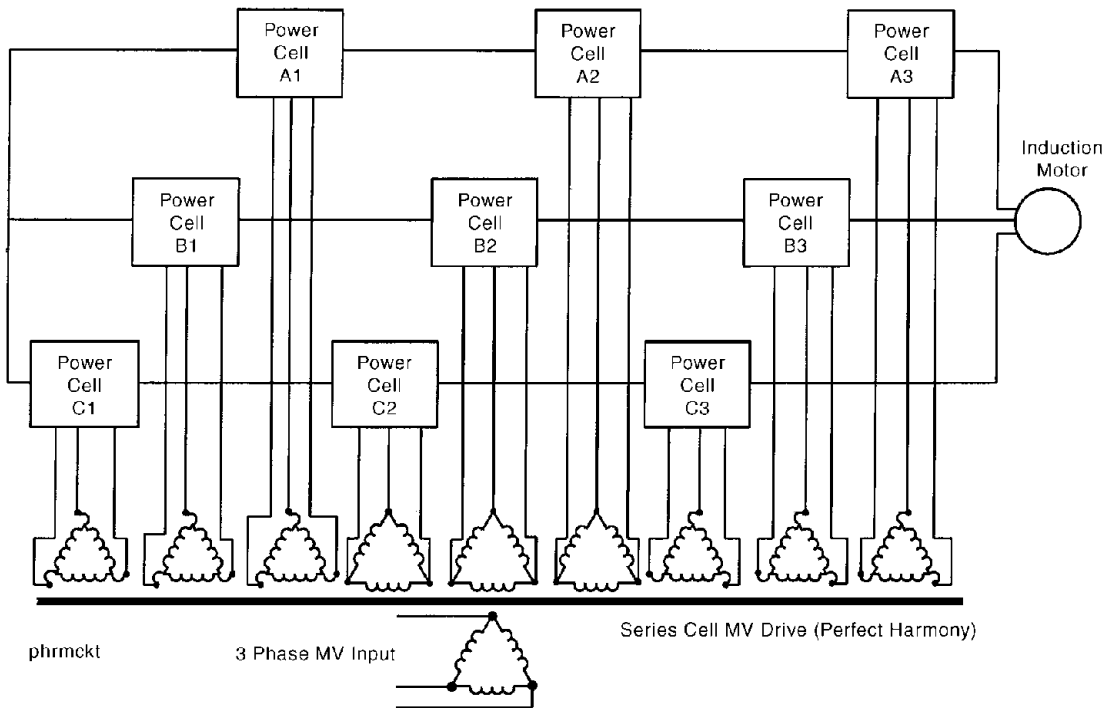 Power
Cell
A1
Power
Cell
A2
Power
Cell
A3
Induction
Motor
Power
Cell
B1
Power
Cell
B2
Power
Cell
B3
Power
Cell
C1
Power
Cell
C2
Power
Cell
C3
Series Cell MV Drive (Perfect Harmony)
phrmckt
3 Phase MV Input